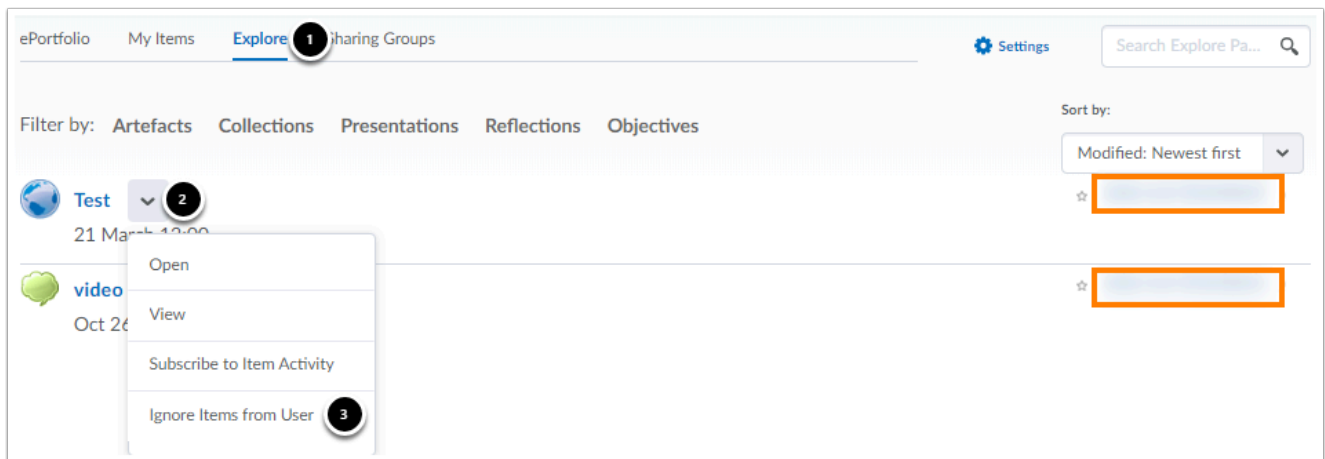 ePortfolio My Items Explore 1 Sharing Groups Settings Search Explore Pa...
Sort by:
Filter by: Artefacts Collections Presentations Reflections Objectives
Modified: Newest first
Test 2
21 March 12:00
Open
video
View
Oct 26
Subscribe to Item Activity
Ignore Items from User 3